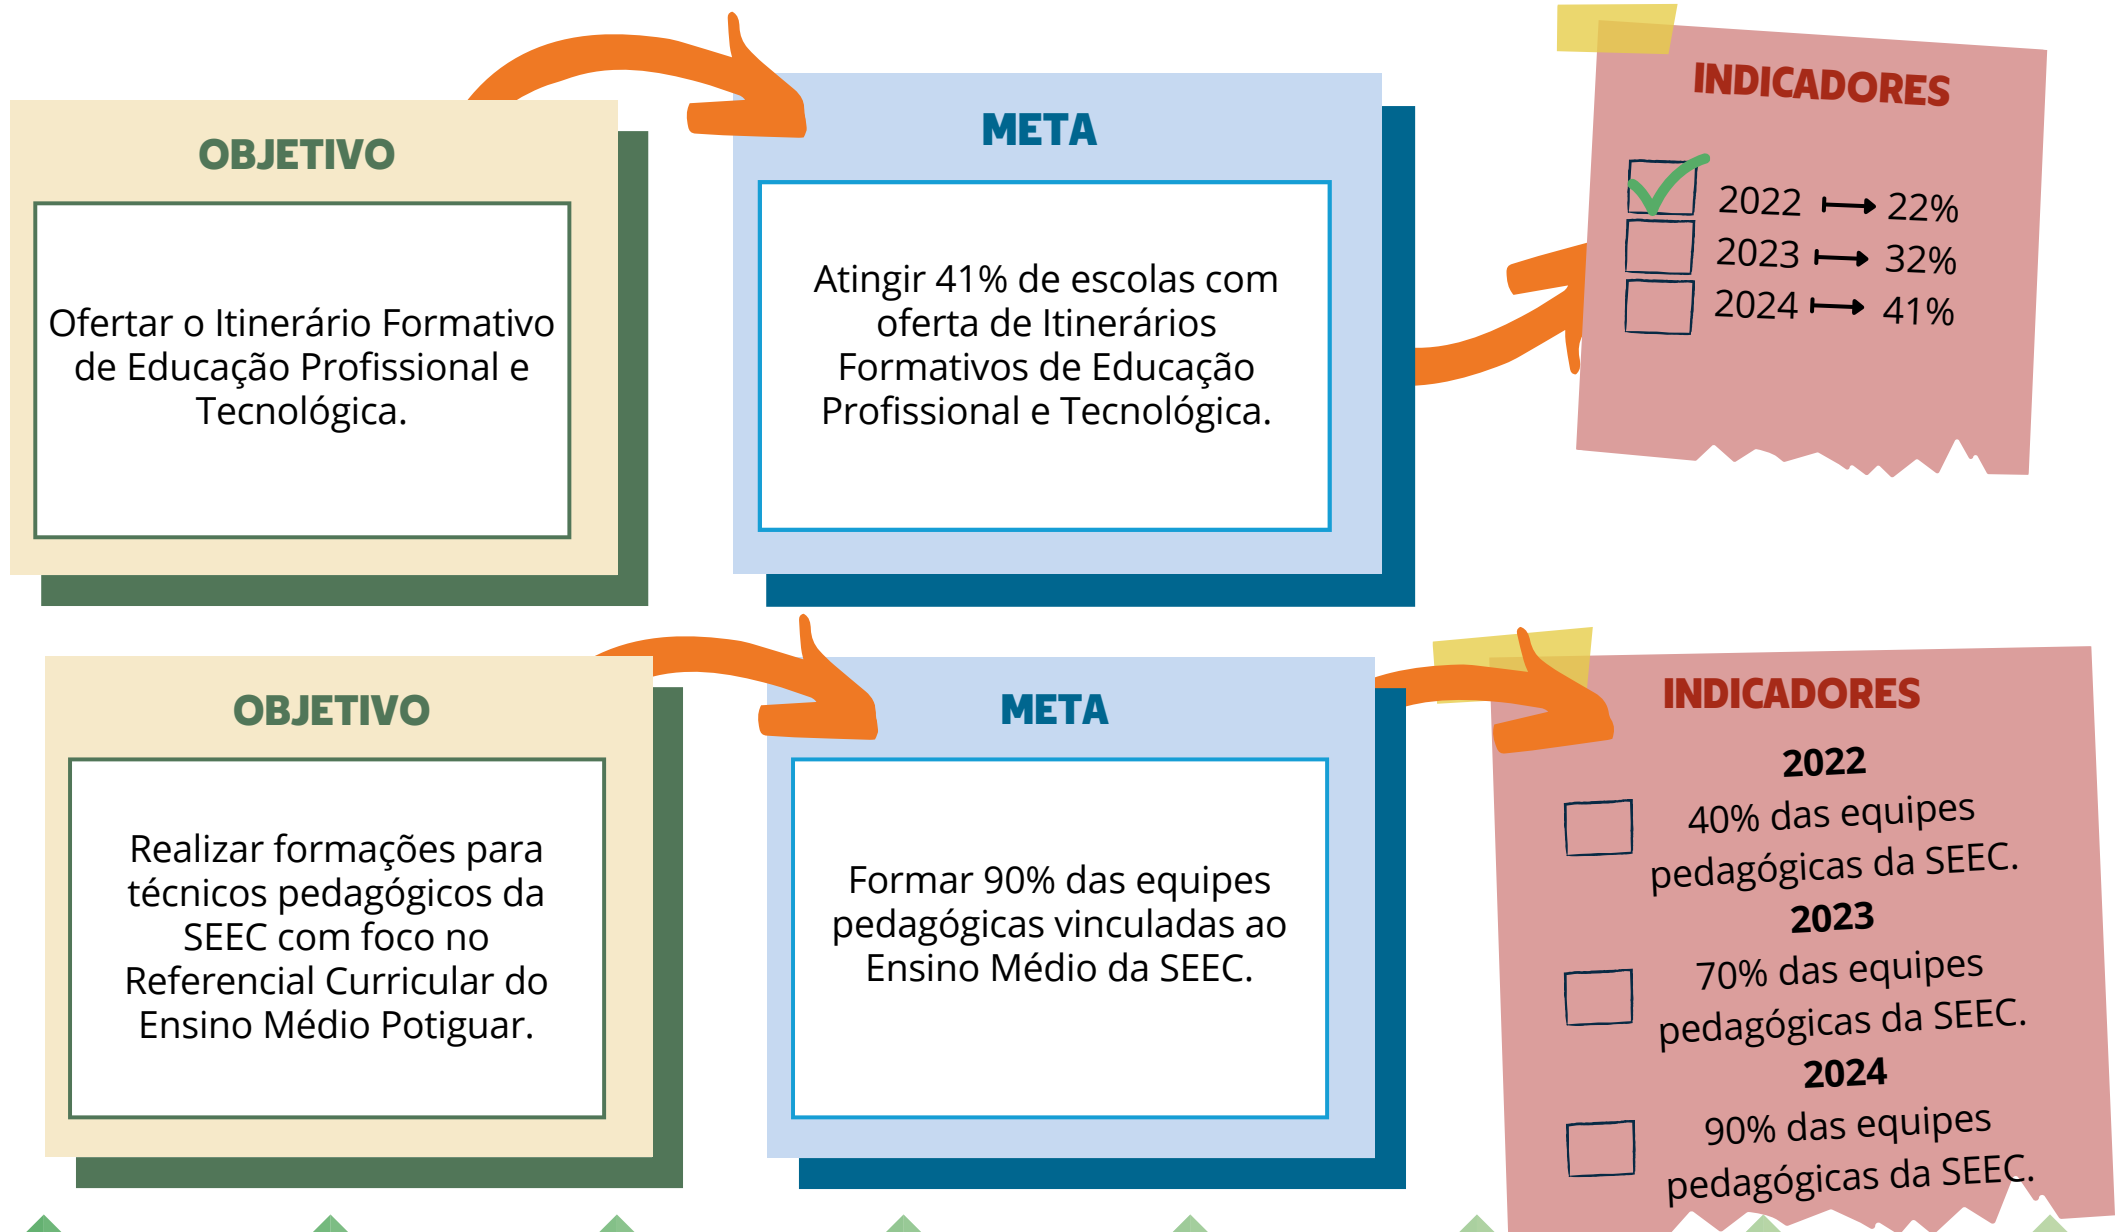 OBJETIVO
Ofertar o Itinerário Formativo
de Educação Profissional e
Tecnológica.
META
Atingir 41% de escolas com
oferta de Itinerários
Formativos de Educação
Profissional e Tecnológica.
INDICADORES
2022 22%
2023 32%
2024 41%
OBJETIVO
Realizar formações para
técnicos pedagógicos da
SEEC com foco no
Referencial Curricular do
Ensino Médio Potiguar.
META
Formar 90% das equipes
pedagógicas vinculadas ao
Ensino Médio da SEEC.
INDICADORES
2022
40% das equipes
pedagógicas da SEEC.
2023
70% das equipes
pedagógicas da SEEC.
2024
90% das equipes
pedagógicas da SEEC.